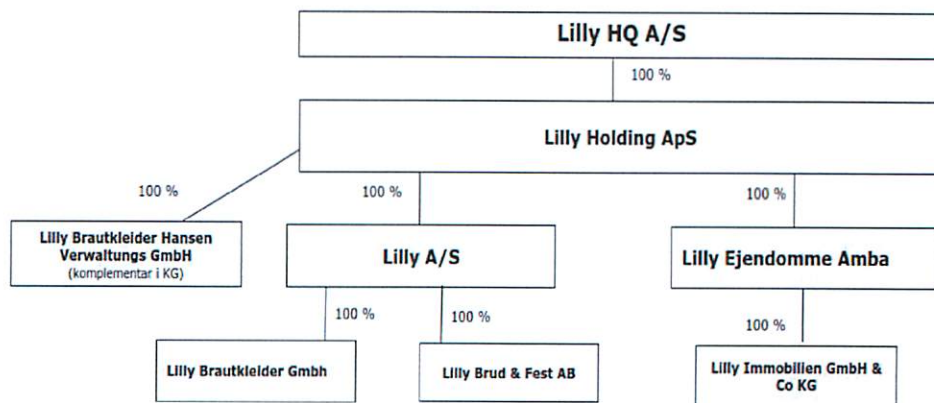 Lilly HQ A/S
100 %
Lilly Holding ApS
100 %
100 %
100 %
Lilly Brautkleider Hansen
Verwaltungs GmbH
(komplementar i KG)
Lilly A/S
Lilly Ejendomme Amba
100 %
100 %
100 %
Lilly Brautkleider Gmbh
Lilly Brud & Fest AB
Lilly Immobilien GmbH &
Co KG